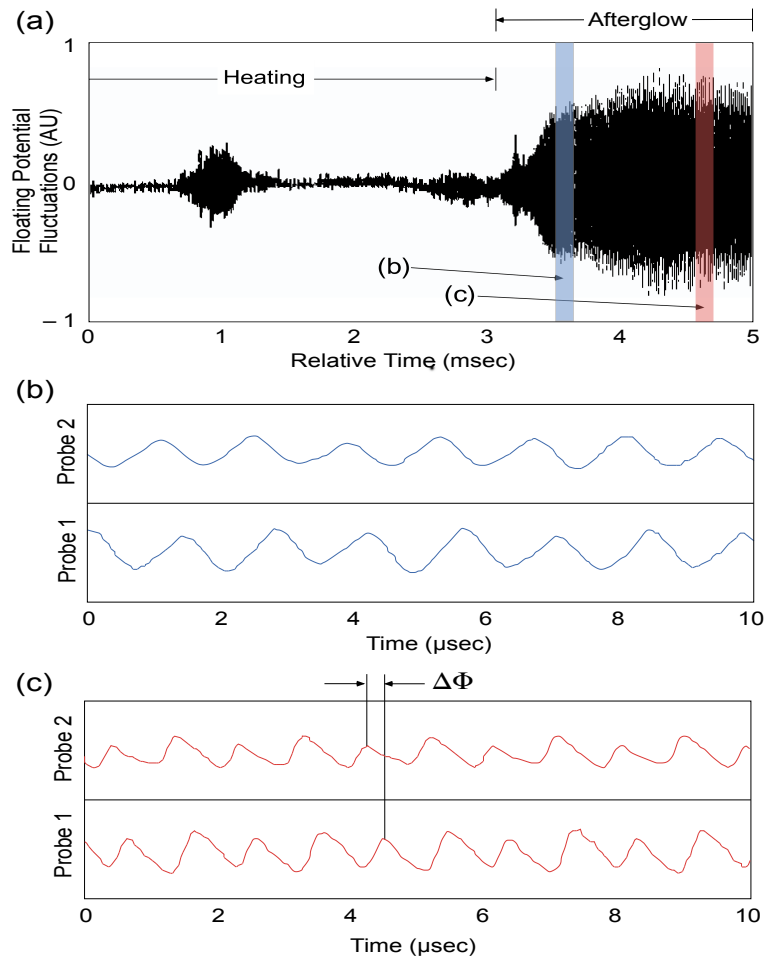 (a)
Afterglow
1
Heating
Floating Potential
Fluctuations (AU)
0
(b)
(c)
– 1
0 1 2 3 4 5
Relative Time (msec)
(b)
Probe 2
Probe 1
0 2 4 6 8 10
Time (μsec)
(c)
ΔΦ
Probe 2
Probe 1
0 2 4 6 8 10
Time (μsec)